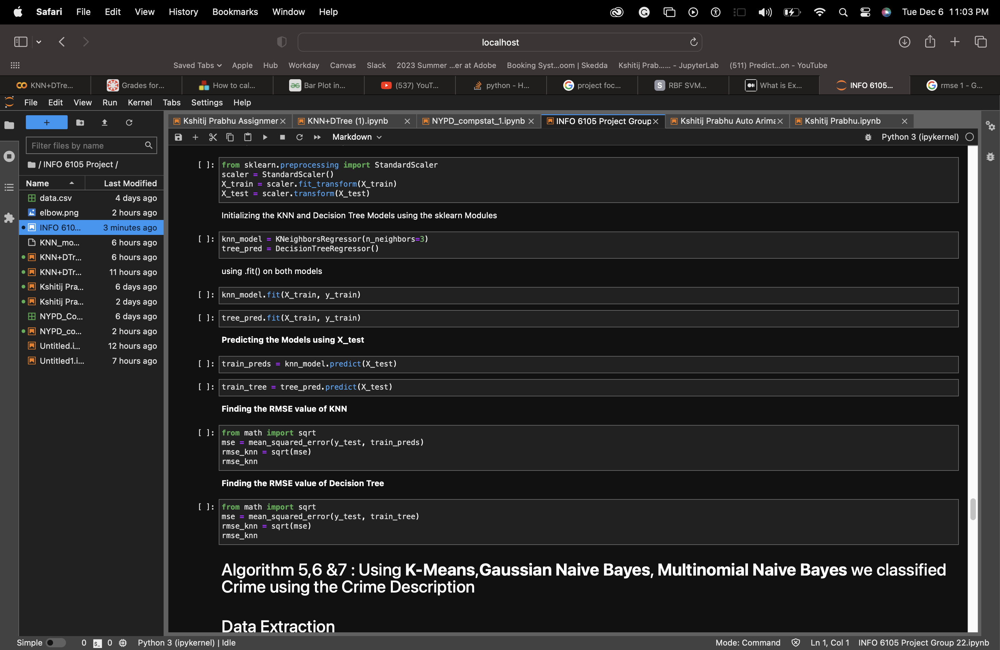 Safari File Edit View History Bookmarks Window Help Tue Dec 6 11:03 PM
localhost
Saved Tabs Apple Hub Workday Canvas Slack 2023 Summer ...er at Adobe Booking Syst...oom | Skedda Kshitij Prab...... - JupyterLab (511) Predict...on - YouTube
KNN+DTre... Grades for... How to cal... Bar Plot in... (537) YouT... python - H... project foc... S RBF SVM... What is Ex... INFO 6105... rmse 1 - G...
File Edit View Run Kernel Tabs Settings Help
Kshitij Prabhu Assignmer KNN+DTree (1).ipynb NYPD_compstat_1.ipynb INFO 6105 Project Group Kshitij Prabhu Auto Arima Kshitij Prabhu.ipynb
Markdown Python 3 (ipykernel)
Filter files by name
/ INFO 6105 Project /
Name Last Modified
data.csv 4 days ago
elbow.png 2 hours ago
INFO 610... 3 minutes ago
KNN_mo... 6 hours ago
KNN+DTr... 6 hours ago
KNN+DTr... 11 hours ago
Kshitij Pra... 6 days ago
Kshitij Pra... 2 days ago
NYPD_Co... 6 days ago
NYPD_co... 2 hours ago
Untitled.i... 12 hours ago
Untitled1.i... 7 hours ago
[ ]: from sklearn.preprocessing import StandardScaler
scaler = StandardScaler()
X_train = scaler.fit_transform(X_train)
X_test = scaler.transform(X_test)
Initializing the KNN and Decision Tree Models using the sklearn Modules
[ ]: knn_model = KNeighborsRegressor(n_neighbors=3)
tree_pred = DecisionTreeRegressor()
using .fit() on both models
[ ]: knn_model.fit(X_train, y_train)
[ ]: tree_pred.fit(X_train, y_train)
Predicting the Models using X_test
[ ]: train_preds = knn_model.predict(X_test)
[ ]: train_tree = tree_pred.predict(X_test)
Finding the RMSE value of KNN
[ ]: from math import sqrt
mse = mean_squared_error(y_test, train_preds)
rmse_knn = sqrt(mse)
rmse_knn
Finding the RMSE value of Decision Tree
[ ]: from math import sqrt
mse = mean_squared_error(y_test, train_tree)
rmse_knn = sqrt(mse)
rmse_knn
Algorithm 5,6 &7 : Using K-Means,Gaussian Naive Bayes, Multinomial Naive Bayes we classified
Crime using the Crime Description
Data Extraction
Simple 0 $_ 0 Python 3 (ipykernel) | Idle Mode: Command Ln 1, Col 1 INFO 6105 Project Group 22.ipynb